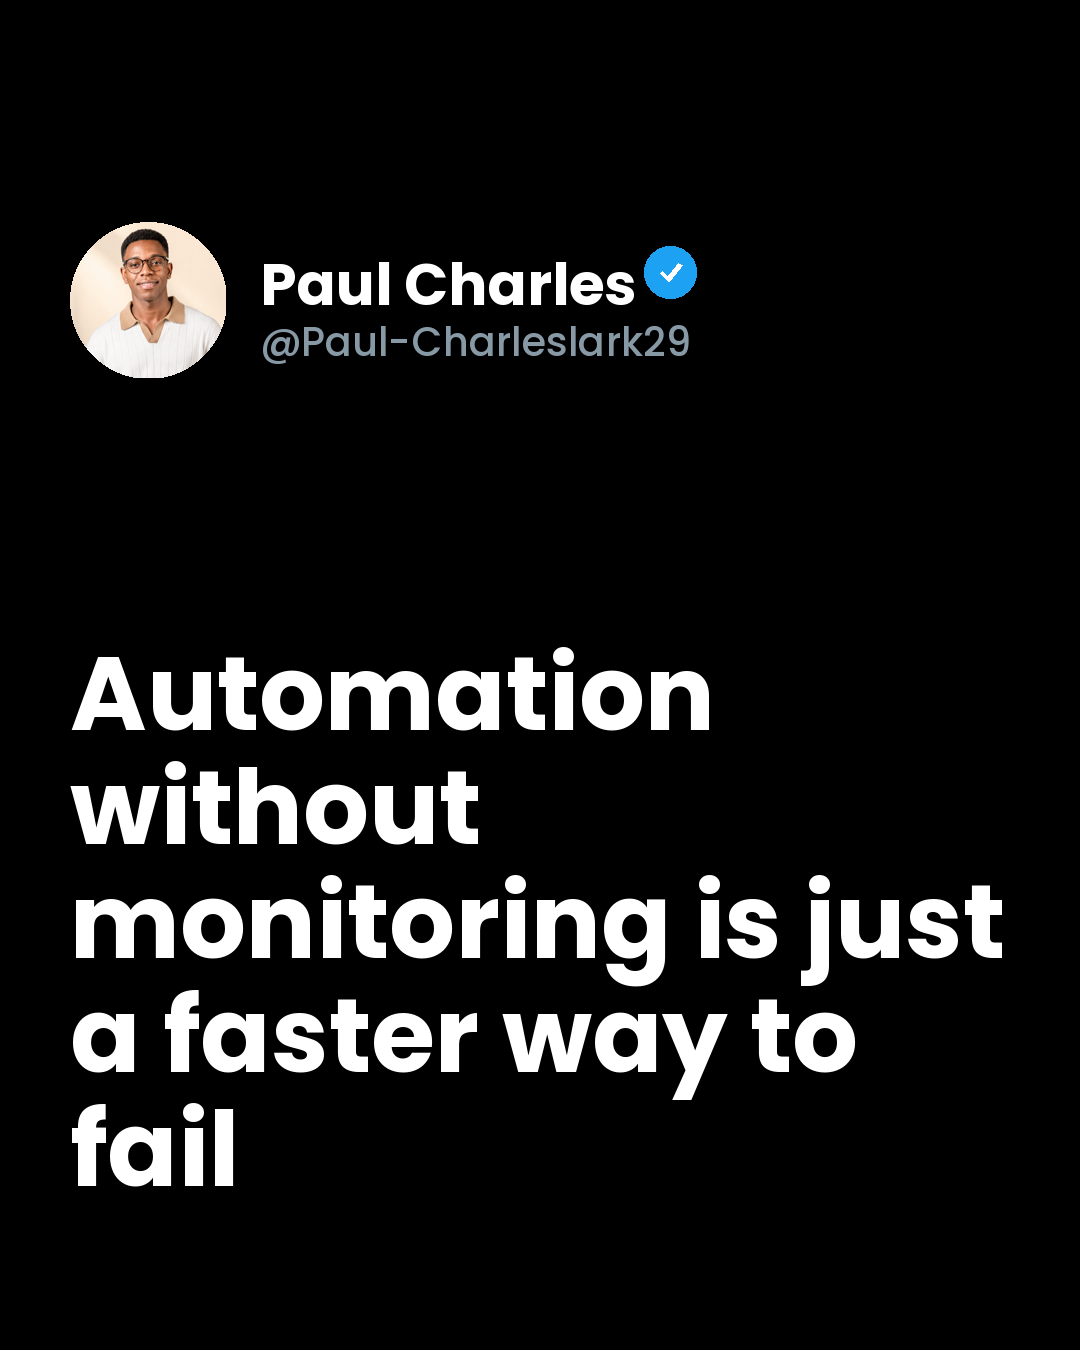 Paul Charles
@Paul-Charleslark29
Automation
without
monitoring is just
a faster way to
fail